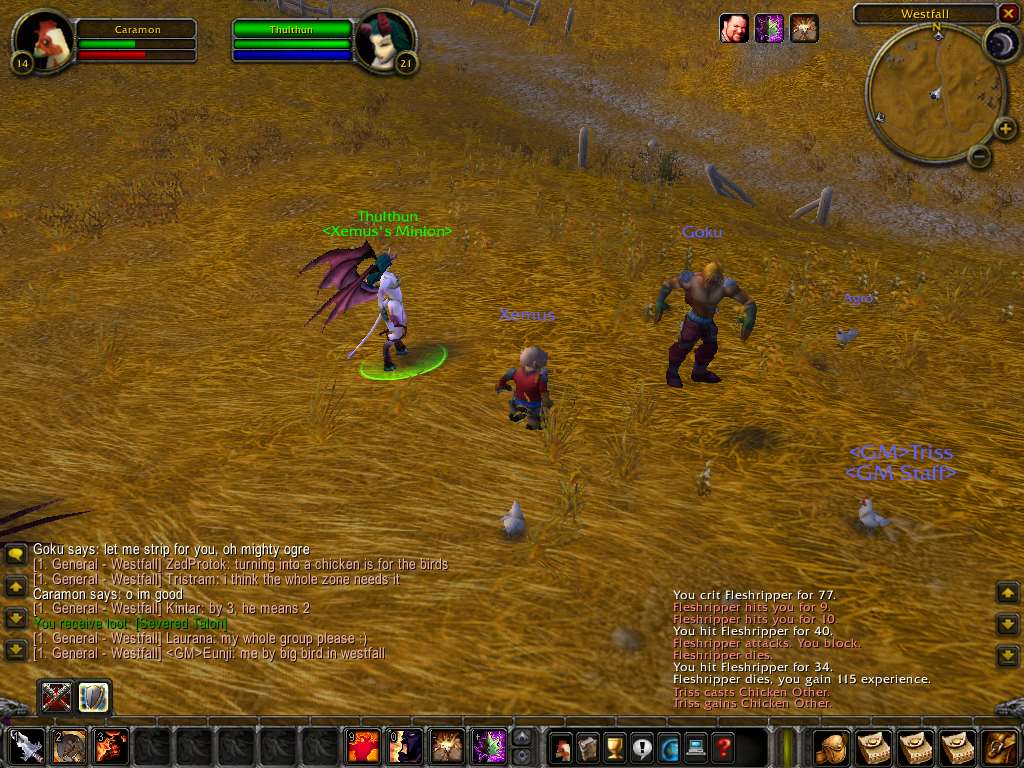 Caramon
14
Thulthun
21
Westfall
N
Thulthun
<Xemus's Minion>
Goku
Agro
Xemus
<GM>Triss
<GM Staff>
Goku says: let me strip for you, oh mighty ogre
[1. General - Westfall] ZedProtok: turning into a chicken is for the birds
[1. General - Westfall] Tristram: i think the whole zone needs it
Caramon says: o im good
[1. General - Westfall] Kintar: by 3, he means 2
You receive loot: [Severed Talon]
[1. General - Westfall] Laurana: my whole group please :)
[1. General - Westfall] <GM>Eunji: me by big bird in westfall
You crit Fleshripper for 77.
Fleshripper hits you for 9.
Fleshripper hits you for 10.
You hit Fleshripper for 40.
Fleshripper attacks. You block.
Fleshripper dies.
You hit Fleshripper for 34.
Fleshripper dies, you gain 115 experience.
Triss casts Chicken Other.
Triss gains Chicken Other.
1 2 3 9 0 - +